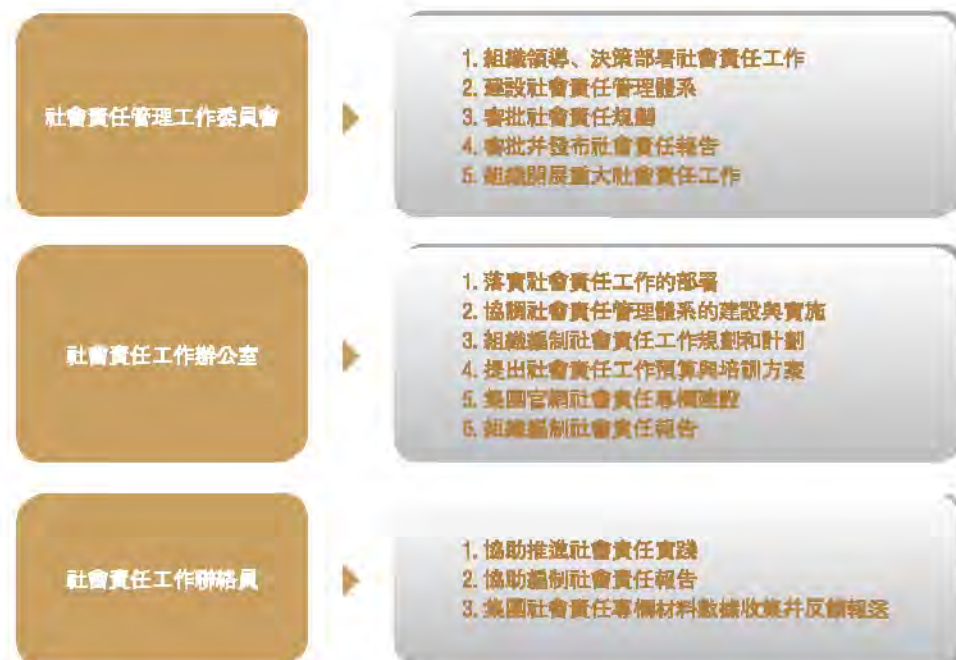 社會責任管理工作委員會
1. 組織領導、決策部署社會責任工作
2. 建設社會責任管理體系
3. 審批社會責任規劃
4. 審批并發布社會責任報告
5. 組織開展重大社會責任工作
社會責任工作辦公室
1. 落實社會責任工作的部署
2. 協調社會責任管理體系的建設與實施
3. 組織編制社會責任工作規劃和計劃
4. 提出社會責任工作預算與培訓方案
5. 集團官網社會責任專欄建設
6. 組織編制社會責任報告
社會責任工作聯絡員
1. 協助推進社會責任實踐
2. 協助編制社會責任報告
3. 集團社會責任專欄材料數據收集并反饋報送